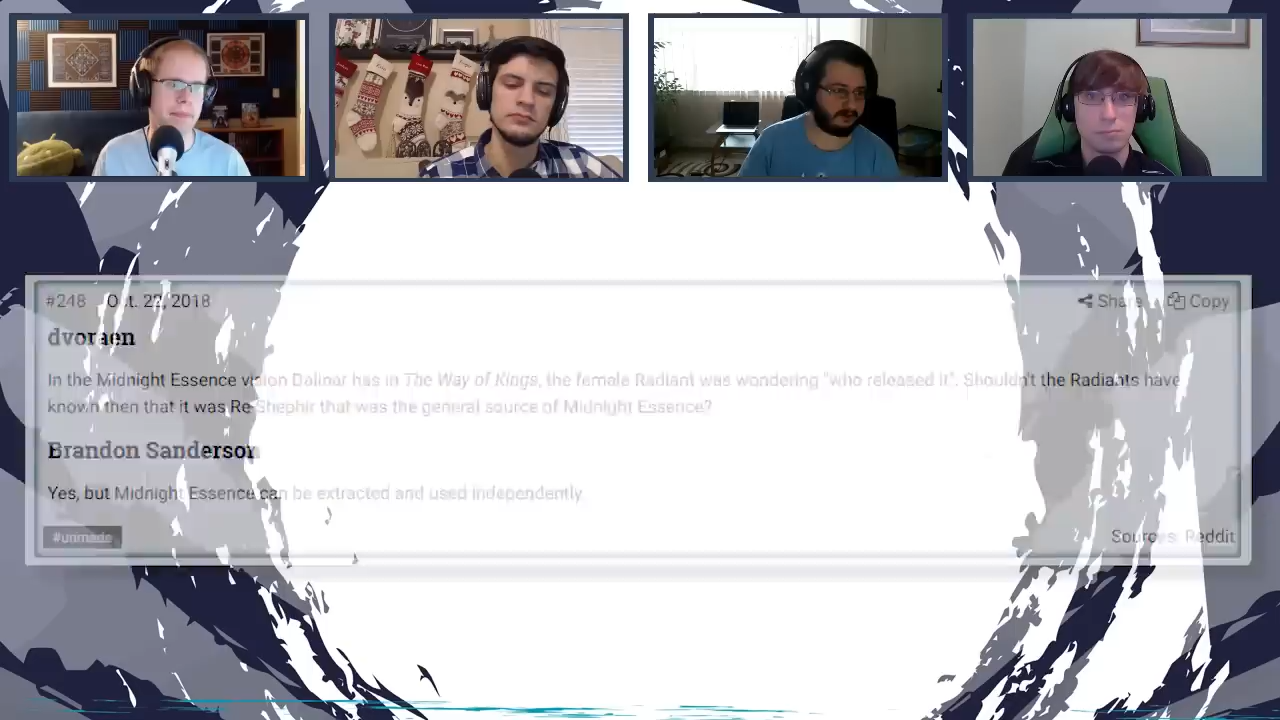 #248 Oct. 22, 2018 Share Copy
dvoraen
In the Midnight Essence vision Dalinar has in The Way of Kings, the female Radiant was wondering "who released it". Shouldn't the Radiants have
known then that it was Re-Shephir that was the general source of Midnight Essence?
Brandon Sanderson
Yes, but Midnight Essence can be extracted and used independently.
#unmade Sources: Reddit